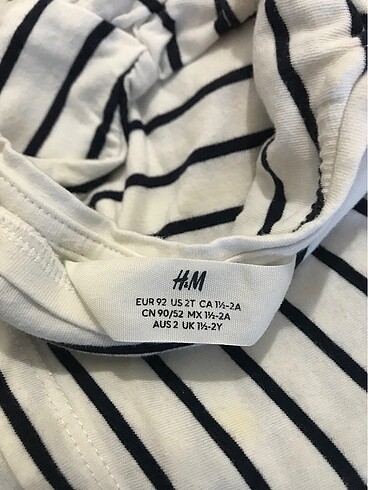 H&M
EUR 92 US 2T CA 1½-2A
CN 90/52 MX 1½-2A
AUS 2 UK 1½-2Y